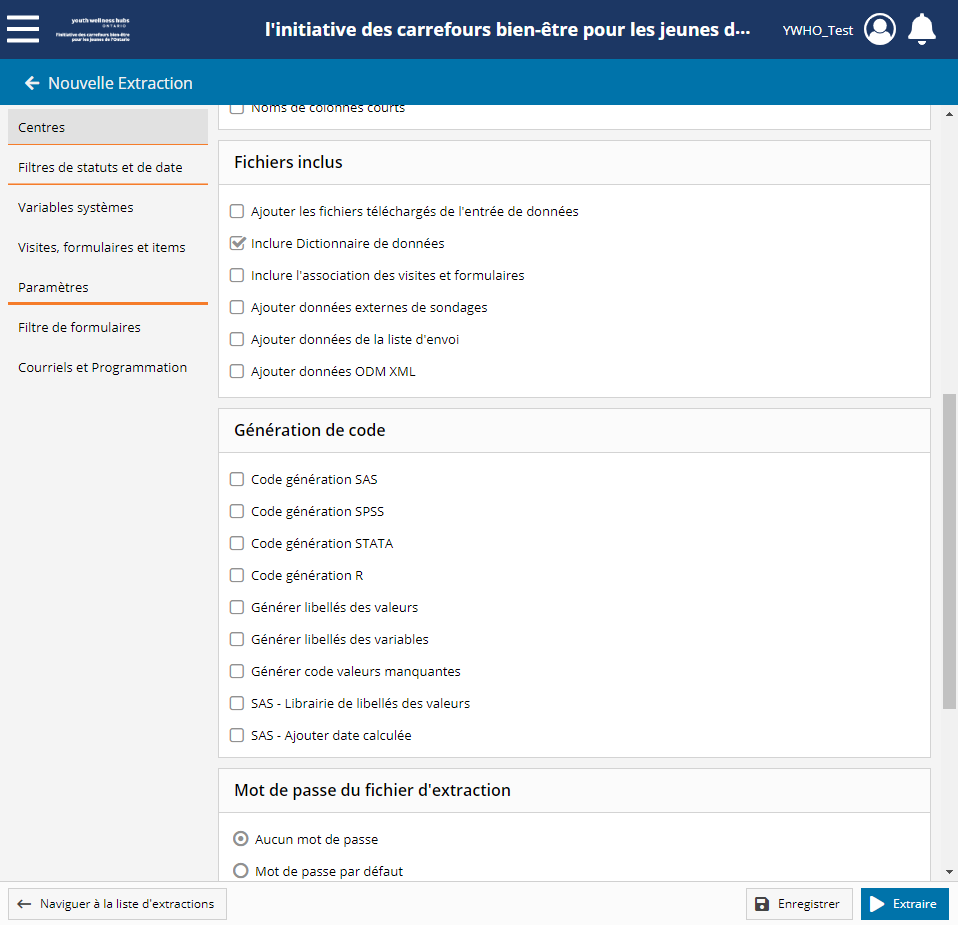 youth wellness hubs
ONTARIO
l'initiative des carrefours bien-être
pour les jeunes de l'Ontario
l'initiative des carrefours bien-être pour les jeunes d...
YWHO_Test
Nouvelle Extraction
Centres
Filtres de statuts et de date
Variables systèmes
Visites, formulaires et items
Paramètres
Filtre de formulaires
Courriels et Programmation
Noms de colonnes courts
Fichiers inclus
Ajouter les fichiers téléchargés de l'entrée de données
Inclure Dictionnaire de données
Inclure l'association des visites et formulaires
Ajouter données externes de sondages
Ajouter données de la liste d'envoi
Ajouter données ODM XML
Génération de code
Code génération SAS
Code génération SPSS
Code génération STATA
Code génération R
Générer libellés des valeurs
Générer libellés des variables
Générer code valeurs manquantes
SAS - Librairie de libellés des valeurs
SAS - Ajouter date calculée
Mot de passe du fichier d'extraction
Aucun mot de passe
Mot de passe par défaut
Naviguer à la liste d'extractions
Enregistrer
Extraire